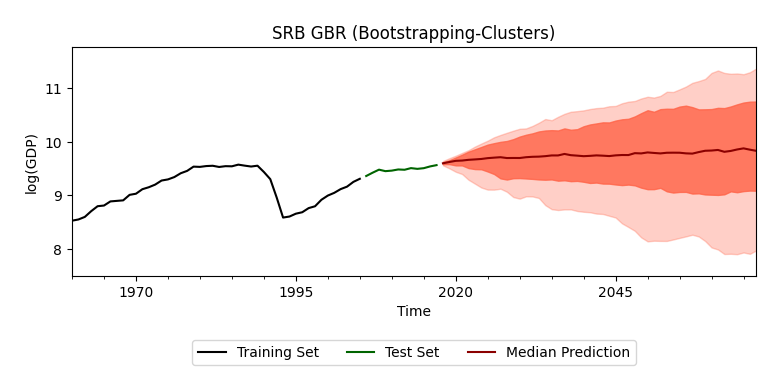 SRB GBR (Bootstrapping-Clusters)
11
10
9
8
log(GDP)
1970 1995 2020 2045
Time
Training Set Test Set Median Prediction